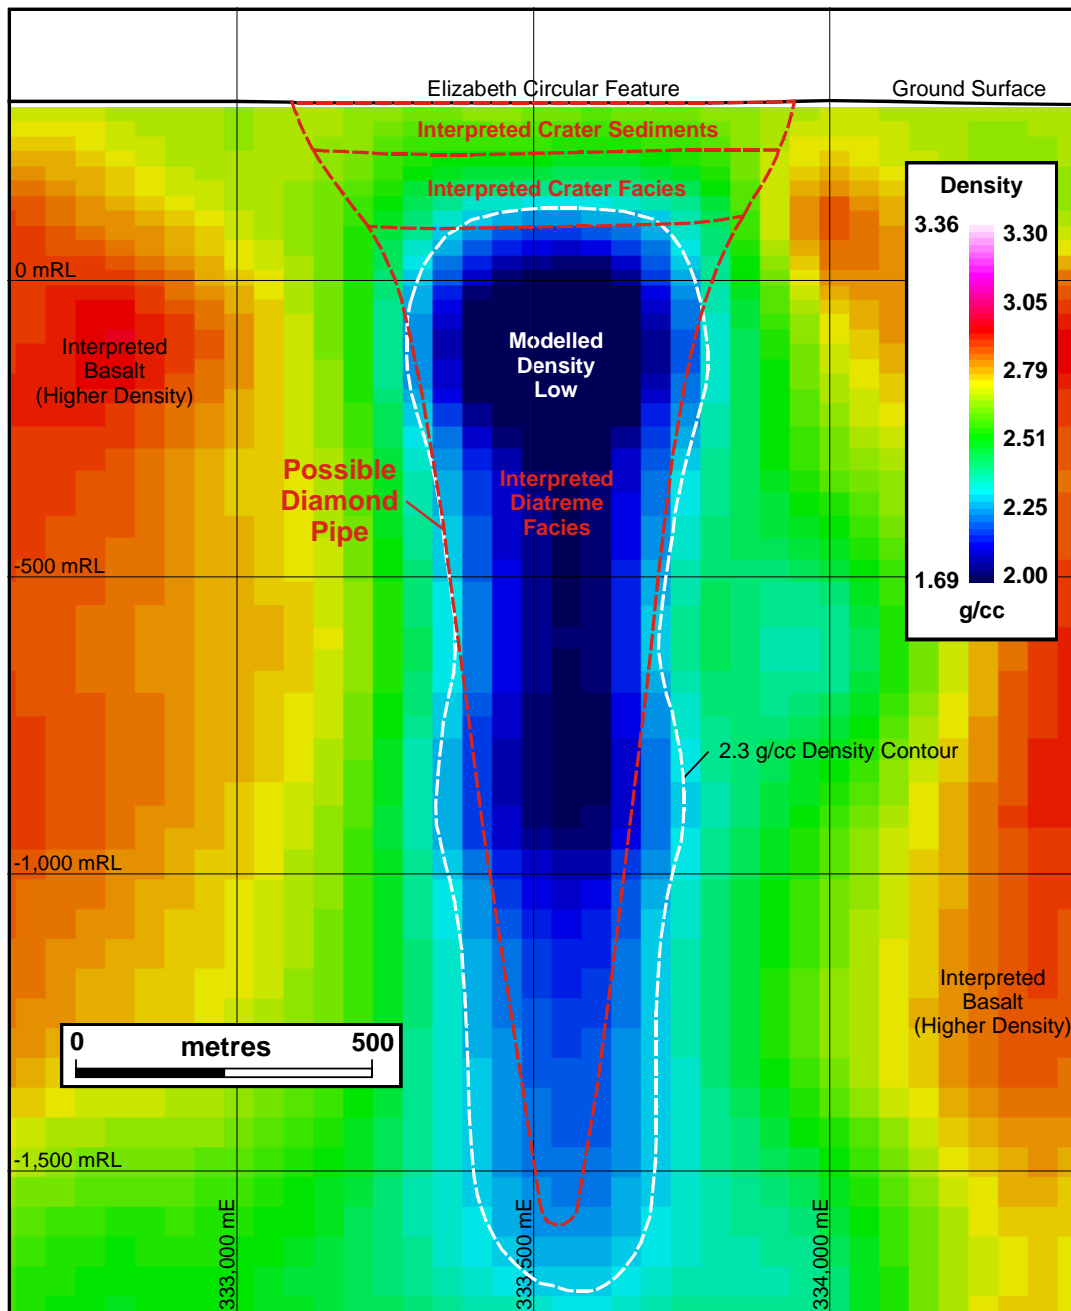 Elizabeth Circular Feature
Ground Surface
Interpreted Crater Sediments
Interpreted Crater Facies
Density
3.36
3.30
3.05
2.79
2.51
2.25
2.00
1.69
g/cc
0 mRL
Interpreted
Basalt
(Higher Density)
Modelled
Density
Low
Possible
Diamond
Pipe
Interpreted
Diatreme
Facies
-500 mRL
2.3 g/cc Density Contour
-1,000 mRL
Interpreted
Basalt
(Higher Density)
0
metres
500
-1,500 mRL
333,000 mE
333,500 mE
334,000 mE